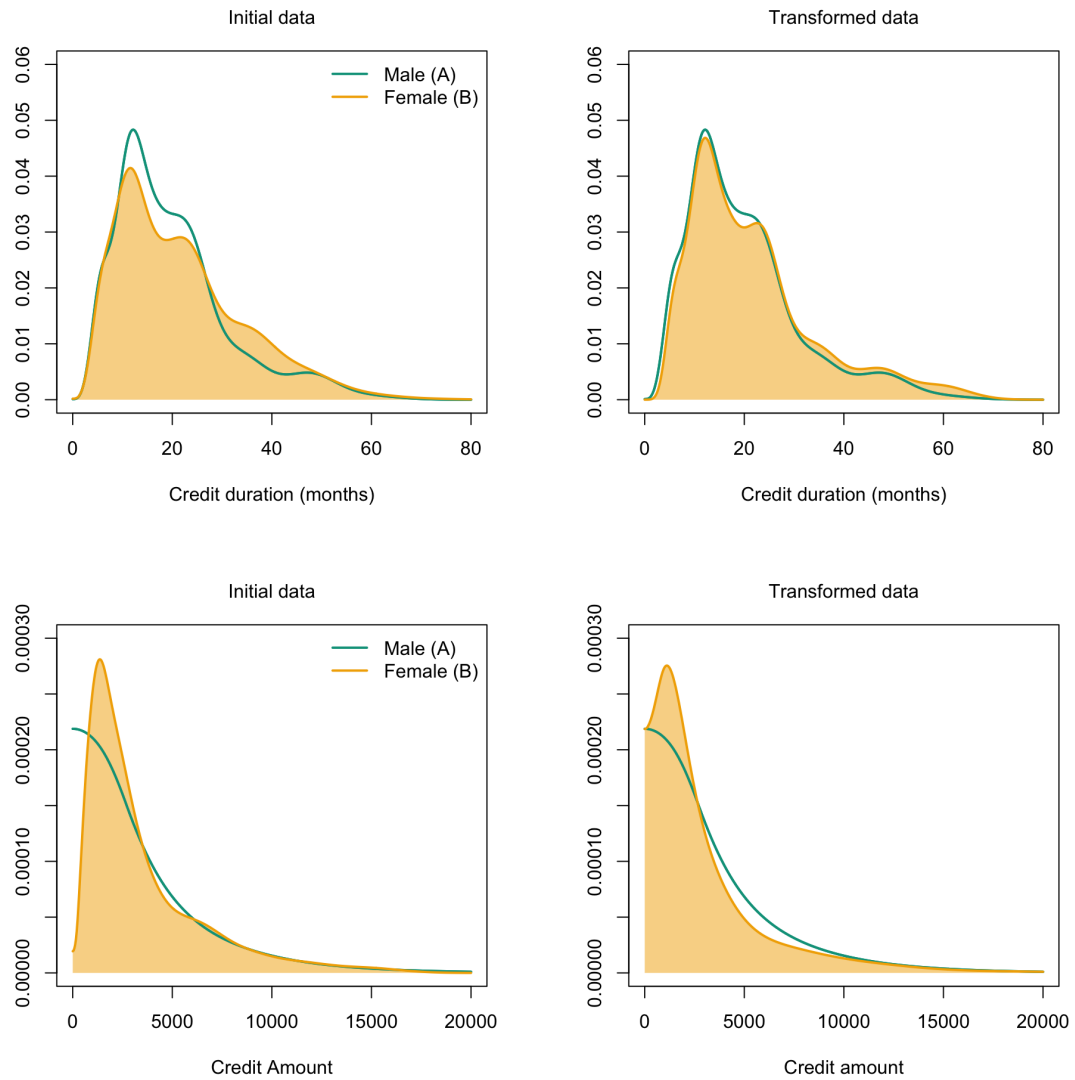 Initial data
Transformed data
0.06
0.05
0.04
0.03
0.02
0.01
0.00
Male (A)
Female (B)
0 20 40 60 80
Credit duration (months)
0.06
0.05
0.04
0.03
0.02
0.01
0.00
0 20 40 60 80
Credit duration (months)
Initial data
Transformed data
0.00030
0.00020
0.00010
0.00000
Male (A)
Female (B)
0 5000 10000 15000 20000
Credit Amount
0.00030
0.00020
0.00010
0.00000
0 5000 10000 15000 20000
Credit amount